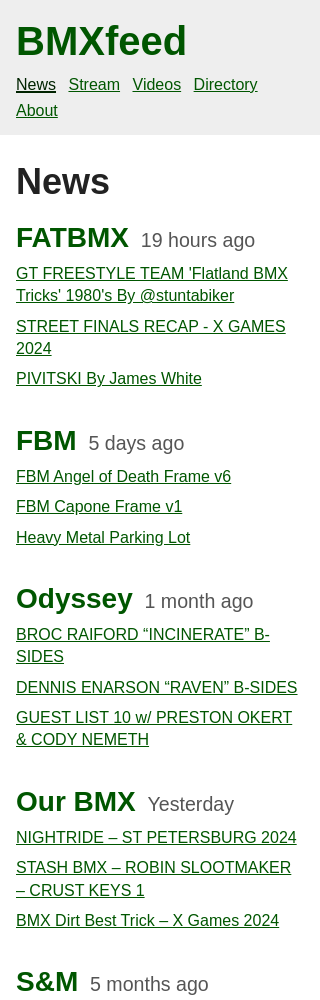 BMXfeed
News Stream Videos Directory
About
News
FATBMX 19 hours ago
GT FREESTYLE TEAM 'Flatland BMX
Tricks' 1980's By @stuntabiker
STREET FINALS RECAP - X GAMES
2024
PIVITSKI By James White
FBM 5 days ago
FBM Angel of Death Frame v6
FBM Capone Frame v1
Heavy Metal Parking Lot
Odyssey 1 month ago
BROC RAIFORD “INCINERATE” B-
SIDES
DENNIS ENARSON “RAVEN” B-SIDES
GUEST LIST 10 w/ PRESTON OKERT
& CODY NEMETH
Our BMX Yesterday
NIGHTRIDE – ST PETERSBURG 2024
STASH BMX – ROBIN SLOOTMAKER
– CRUST KEYS 1
BMX Dirt Best Trick – X Games 2024
S&M 5 months ago